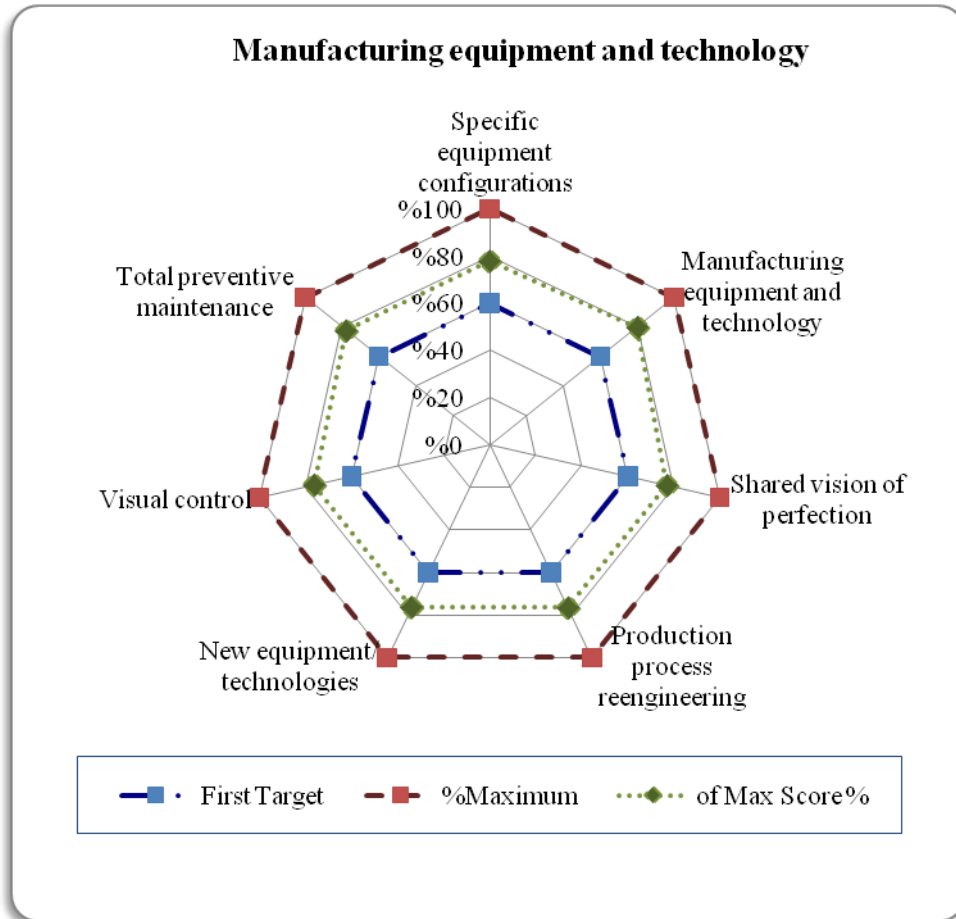 Manufacturing equipment and technology
Specific
equipment
configurations
%100
%80
%60
%40
%20
%0
Manufacturing
equipment and
technology
Shared vision of
perfection
Production
process
reengineering
New equipment/
technologies
Visual control
Total preventive
maintenance
First Target
%Maximum
of Max Score%